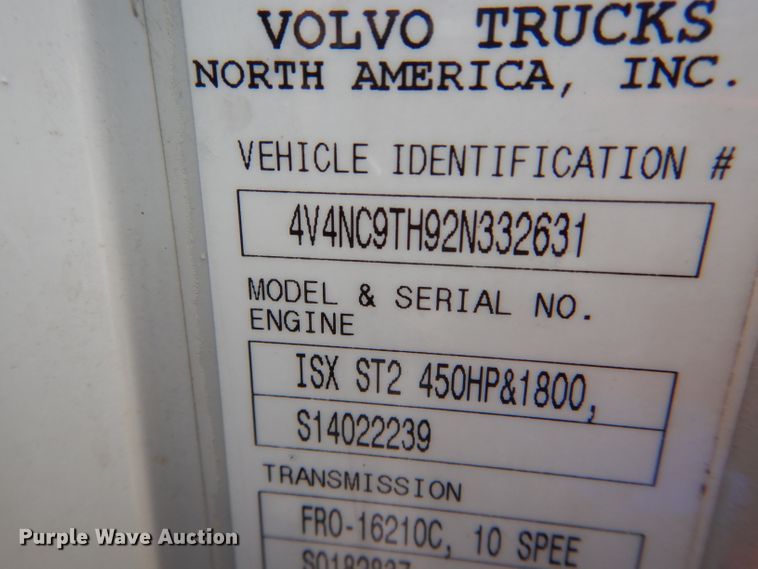 VOLVO TRUCKS
NORTH AMERICA, INC.
VEHICLE IDENTIFICATION #
4V4NC9TH92N332631
MODEL & SERIAL NO.
ENGINE
ISX ST2 450HP&1800,
S14022239
TRANSMISSION
FRO-16210C, 10 SPEE
Purple Wave Auction